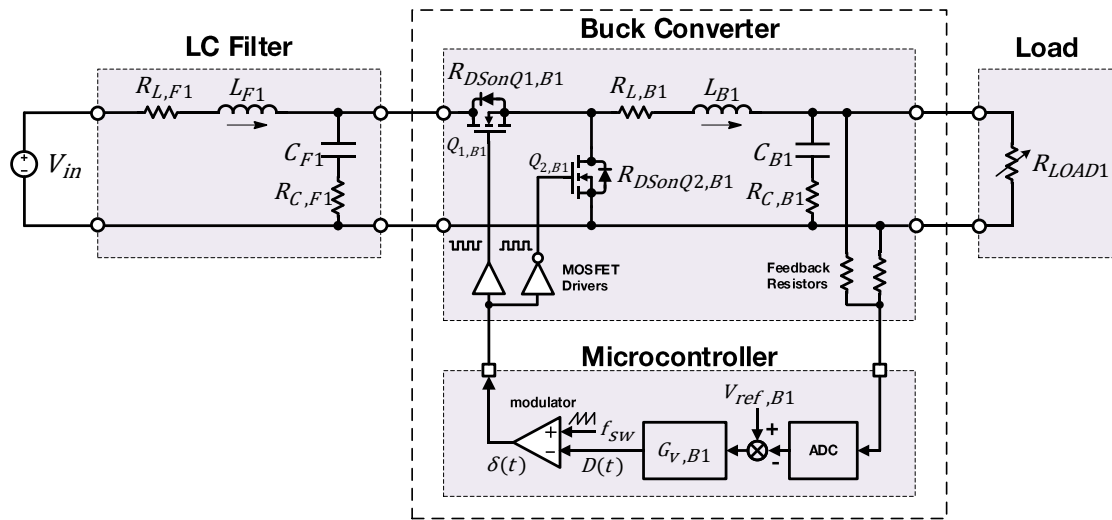 Buck Converter
LC Filter
Load
R_{L,F1}
L_{F1}
R_{DSonQ1,B1}
R_{L,B1}
L_{B1}
Q_{1,B1}
V_{in}
C_{F1}
R_{C,F1}
Q_{2,B1}
R_{DSonQ2,B1}
C_{B1}
R_{C,B1}
R_{LOAD1}
MOSFET
Drivers
Feedback
Resistors
Microcontroller
modulator
V_{ref,B1}
+
f_{sw}
+
−
G_{v,B1}
-
ADC
δ(t)
D(t)